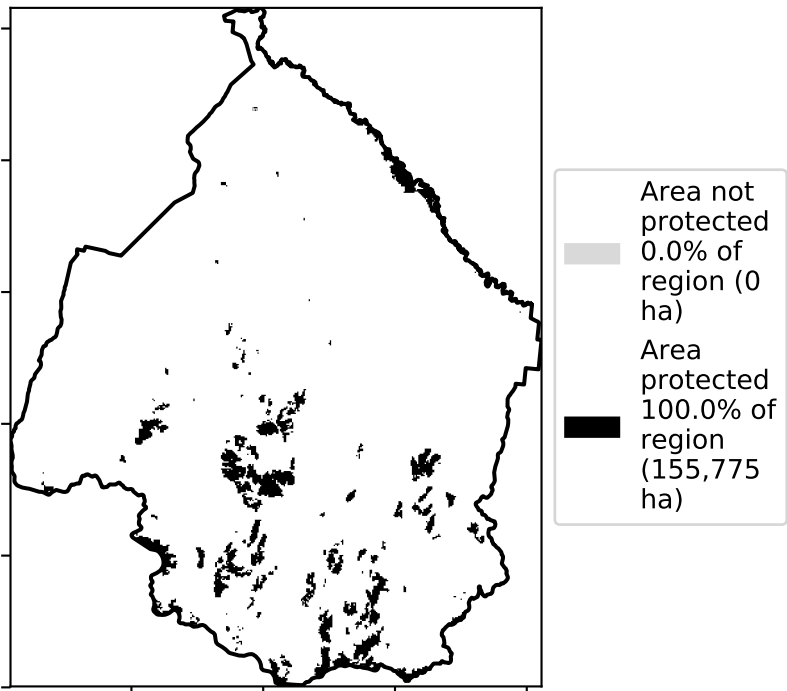 Area not
protected
0.0% of
region (0
ha)
Area
protected
100.0% of
region
(155,775
ha)